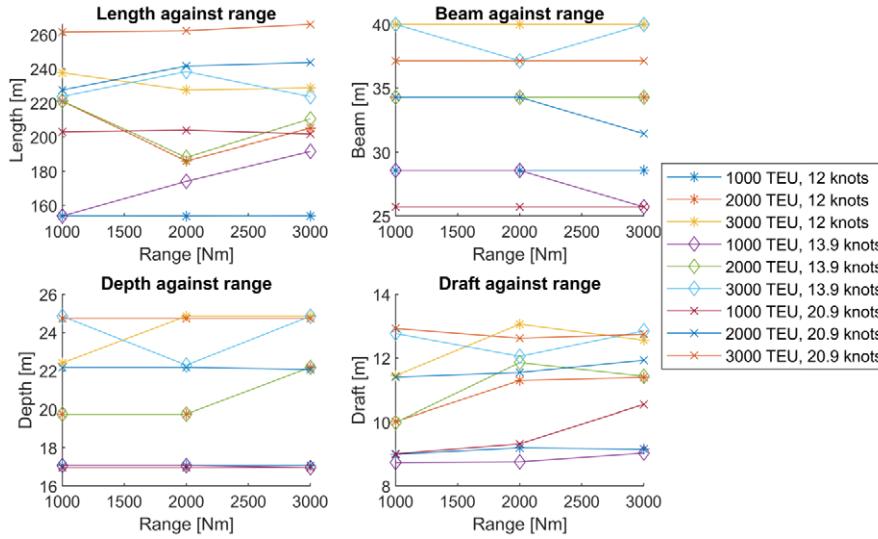 Length against range
260
240
220
200
180
160
Length [m]
1000 1500 2000 2500 3000
Range [Nm]
Beam against range
40
35
30
25
Beam [m]
1000 1500 2000 2500 3000
Range [Nm]
Depth against range
26
24
22
20
18
16
Depth [m]
1000 1500 2000 2500 3000
Range [Nm]
Draft against range
14
12
10
8
Draft [m]
1000 1500 2000 2500 3000
Range [Nm]
1000 TEU, 12 knots
2000 TEU, 12 knots
3000 TEU, 12 knots
1000 TEU, 13.9 knots
2000 TEU, 13.9 knots
3000 TEU, 13.9 knots
1000 TEU, 20.9 knots
2000 TEU, 20.9 knots
3000 TEU, 20.9 knots